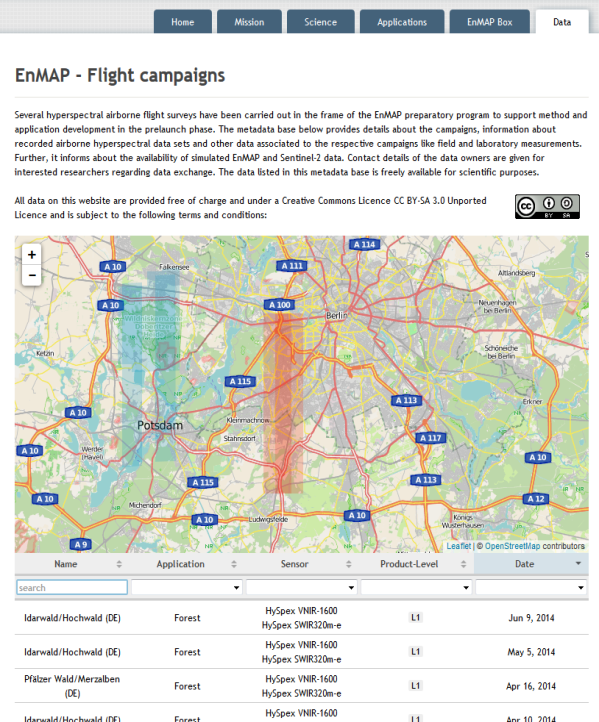 Home Mission Science Applications EnMAP Box Data
EnMAP - Flight campaigns
Several hyperspectral airborne flight surveys have been carried out in the frame of the EnMAP preparatory program to support method and
application development in the prelaunch phase. The metadata base below provides details about the campaigns, information about
recorded airborne hyperspectral data sets and other data associated to the respective campaigns like field and laboratory measurements.
Further, it informs about the availability of simulated EnMAP and Sentinel-2 data. Contact details of the data owners are given for
interested researchers regarding data exchange. The data listed in this metadata base is freely available for scientific purposes.
All data on this website are provided free of charge and under a Creative Commons Licence CC BY-SA 3.0 Unported
Licence and is subject to the following terms and conditions:
cc BY SA
+
−
A 114
A 10
Falkensee
A 111
Altlandsberg
A 10
A 100
Berlin
Neuenhagen
bei Berlin
Ketzin
Schöneiche
bei Berlin
A 115
A 113
Erkner
A 10
Potsdam
Kleinmachnow
Stahnsdorf
A 117
A 10
Werder
(Havel)
A 10
A 115
A 113
A 10
Michendorf
A 12
A 10
Ludwigsfelde
A 10
Königs
Wusterhausen
A 9
Leaflet | © OpenStreetMap contributors
Name Application Sensor Product-Level Date
search
Idarwald/Hochwald (DE) Forest HySpex VNIR-1600 L1 Jun 9, 2014
HySpex SWIR320m-e
Idarwald/Hochwald (DE) Forest HySpex VNIR-1600 L1 May 5, 2014
HySpex SWIR320m-e
Pfälzer Wald/Merzalben
(DE) Forest HySpex VNIR-1600 L1 Apr 16, 2014
HySpex SWIR320m-e
HySpex VNIR-1600
Idarwald/Hochwald (DE) Forest L1 Apr 10, 2014